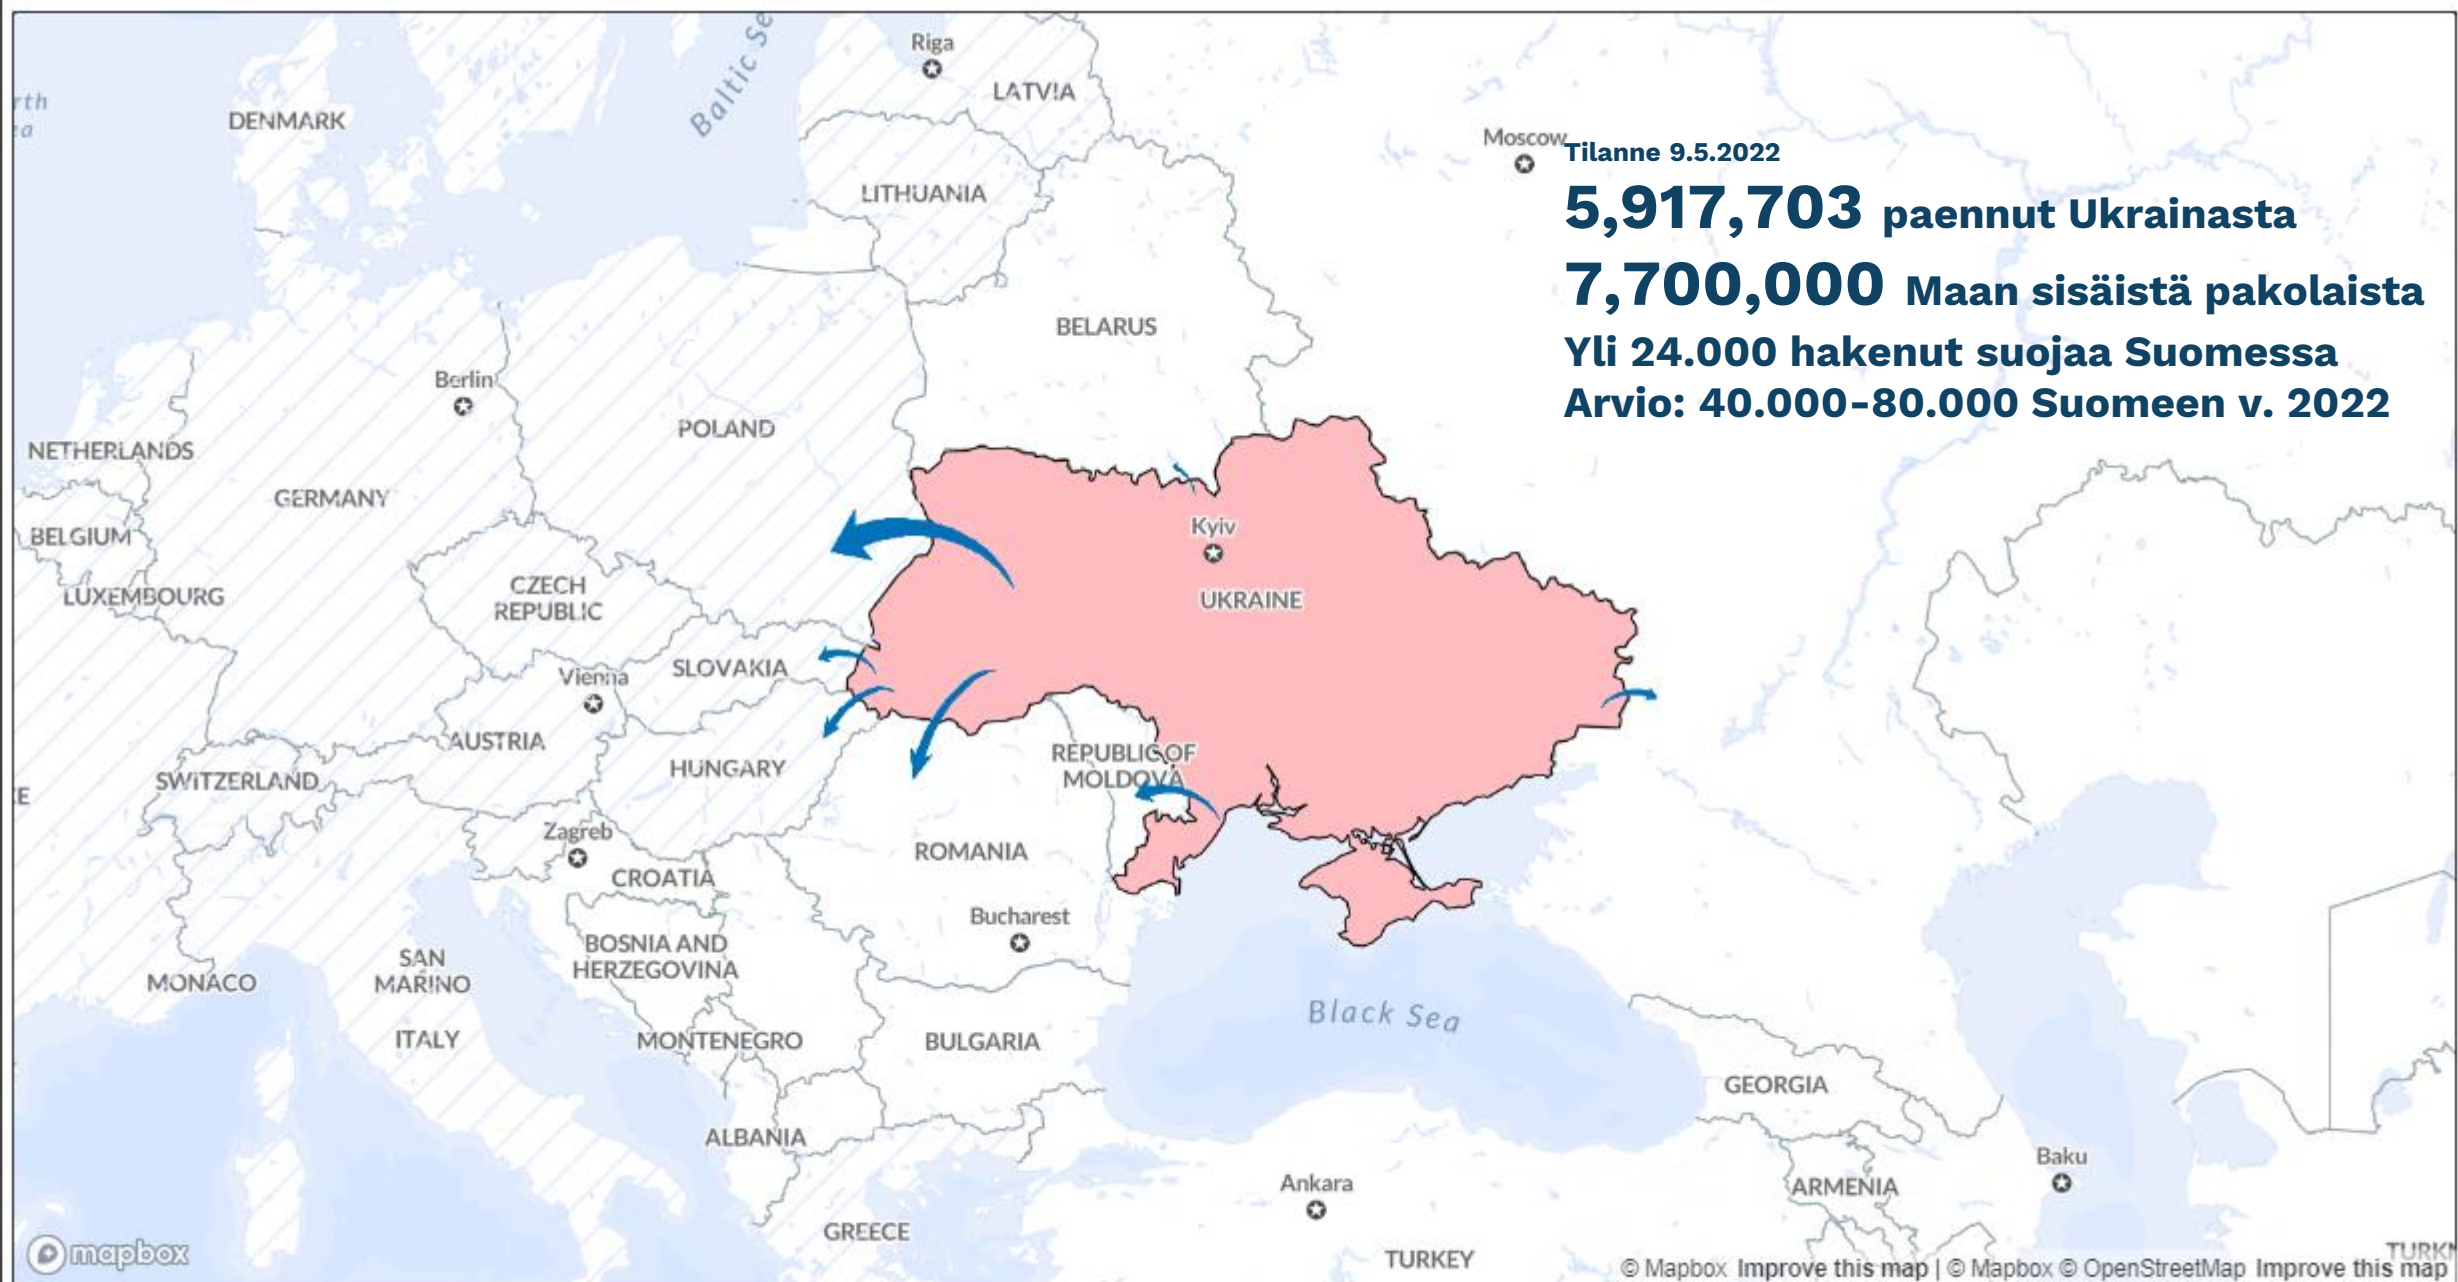 Riga
LATVIA
Baltic Se
rth
ea
DENMARK
Moscow
Tilanne 9.5.2022
5,917,703 paennut Ukrainasta
7,700,000 Maan sisäistä pakolaista
Yli 24.000 hakenut suojaa Suomessa
Arvio: 40.000-80.000 Suomeen v. 2022
LITHUANIA
BELARUS
Berlin
POLAND
NETHERLANDS
GERMANY
BELGIUM
Kyiv
LUXEMBOURG
CZECH
REPUBLIC
UKRAINE
SLOVAKIA
Vienna
AUSTRIA
REPUBLIC OF
MOLDOVA
HUNGARY
SWITZERLAND
CE
Zagreb
ROMANIA
CROATIA
Bucharest
BOSNIA AND
HERZEGOVINA
SAN
MARINO
MONACO
Black Sea
ITALY
MONTENEGRO
BULGARIA
GEORGIA
ALBANIA
Baku
Ankara
ARMENIA
GREECE
TURKEY
TURKM
mapbox
© Mapbox Improve this map | © Mapbox © OpenStreetMap Improve this map